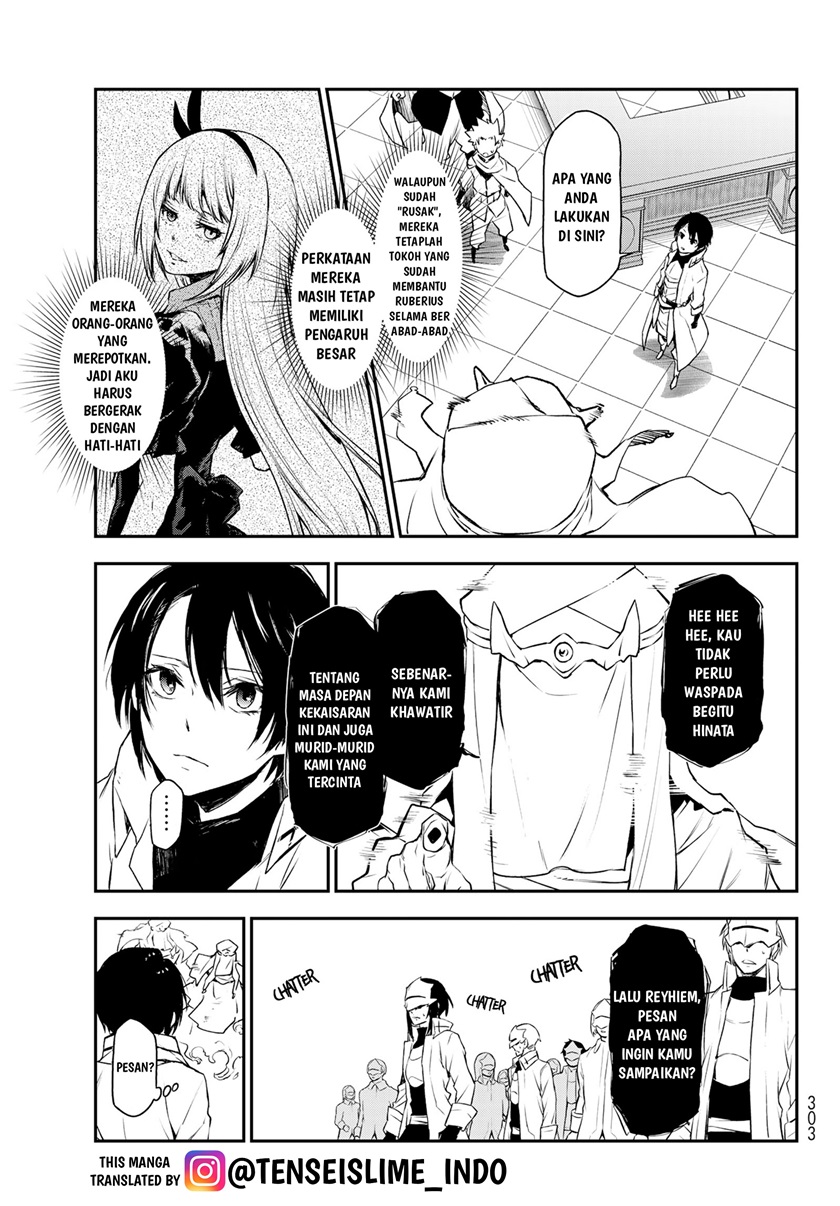 APA YANG
ANDA
LAKUKAN
DI SINI?
WALAUPUN
SUDAH
"RUSAK",
MEREKA
TETAPLAH
TOKOH YANG
SUDAH
MEMBANTU
RUBERIUS
SELAMA BER
ABAD-ABAD
PERKATAAN
MEREKA
MASIH TETAP
MEMILIKI
PENGARUH
BESAR
MEREKA
ORANG-ORANG
YANG
MEREPOTKAN.
JADI AKU
HARUS
BERGERAK
DENGAN
HATI-HATI
HEE HEE
HEE, KAU
TIDAK
PERLU
WASPADA
BEGITU
HINATA
SEBENAR-
NYA KAMI
KHAWATIR
TENTANG
MASA DEPAN
KEKAISARAN
INI DAN JUGA
MURID-MURID
KAMI YANG
TERCINTA
.....
LALU REYHIEM,
PESAN
APA YANG
INGIN KAMU
SAMPAIKAN?
CHATTER
CHATTER
CHATTER
PESAN?
303
THIS MANGA
TRANSLATED BY
@TENSEISLIME_INDO